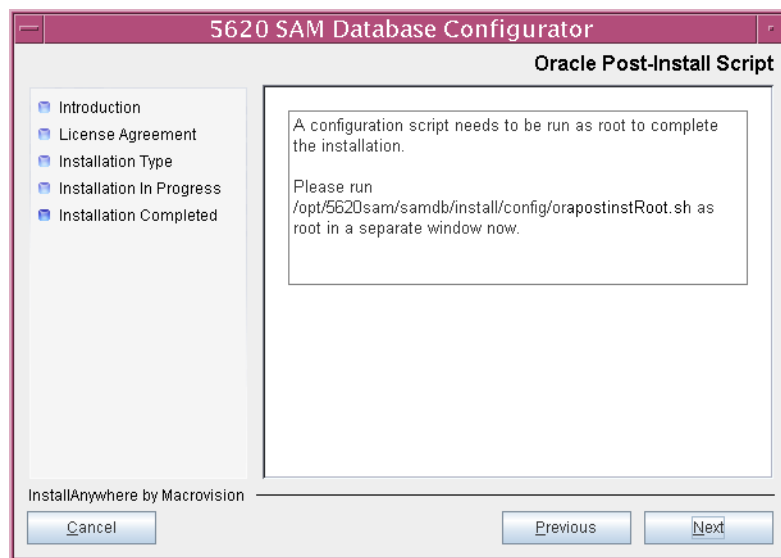 5620 SAM Database Configurator
Oracle Post-Install Script
Introduction
License Agreement
Installation Type
Installation In Progress
Installation Completed
A configuration script needs to be run as root to complete
the installation.
Please run
/opt/5620sam/samdb/install/config/orapostinstRoot.sh as
root in a separate window now.
InstallAnywhere by Macrovision
Cancel
Previous
Next